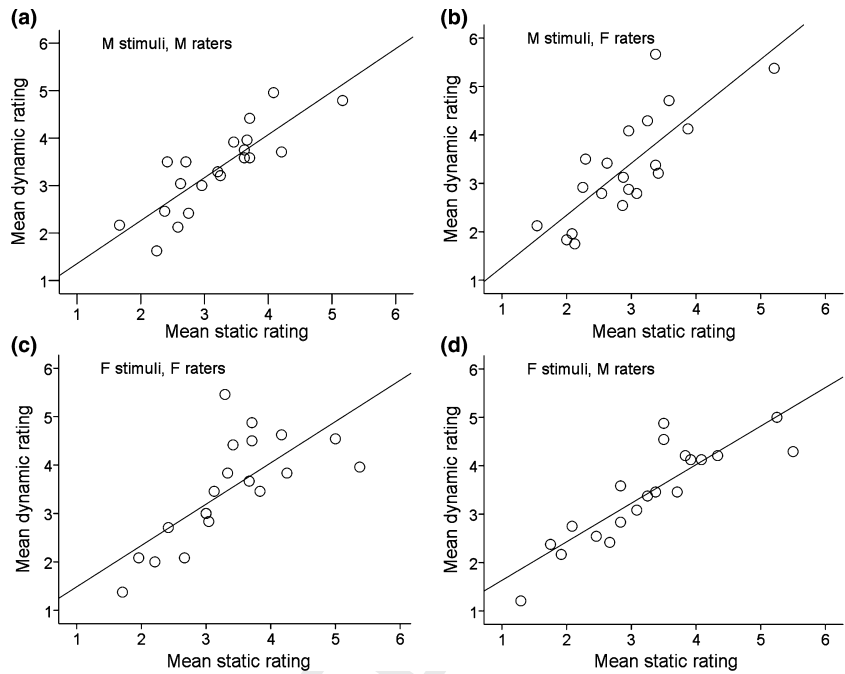 (a)
M stimuli, M raters
6
5
4
3
2
1
Mean dynamic rating
1 2 3 4 5 6
Mean static rating
(b)
M stimuli, F raters
6
5
4
3
2
1
Mean dynamic rating
1 2 3 4 5 6
Mean static rating
(c)
F stimuli, F raters
6
5
4
3
2
1
Mean dynamic rating
1 2 3 4 5 6
Mean static rating
(d)
F stimuli, M raters
6
5
4
3
2
1
Mean dynamic rating
1 2 3 4 5 6
Mean static rating